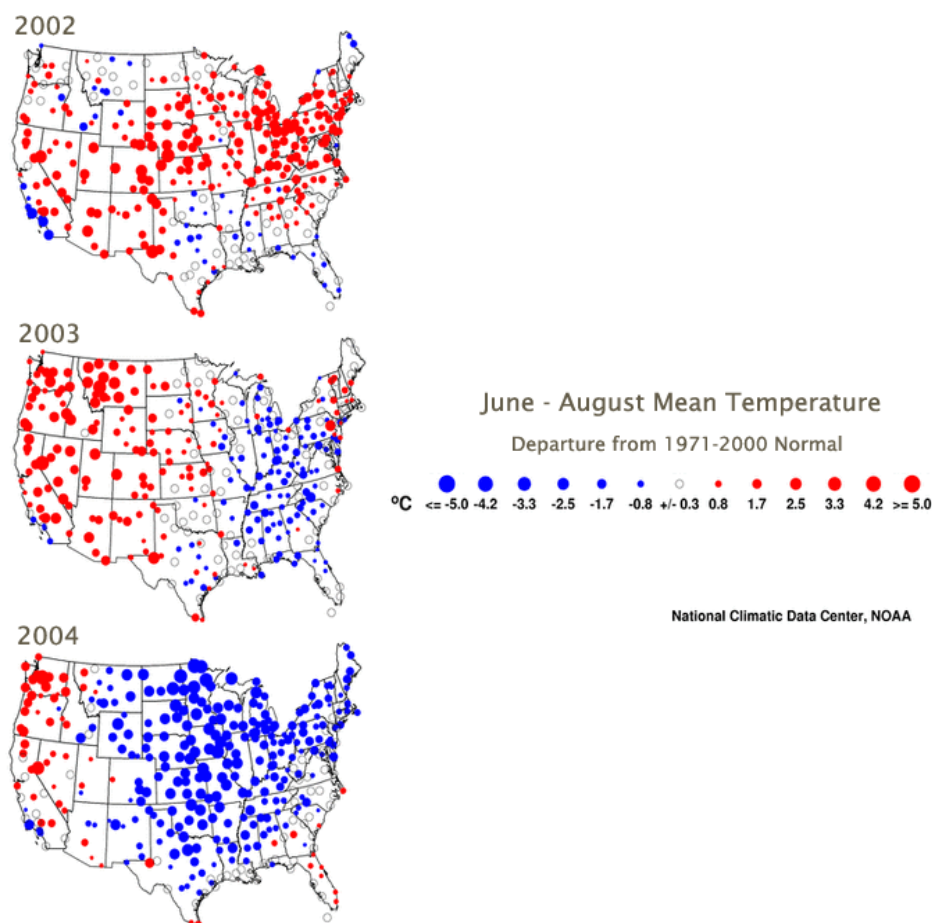 2002
2003
June - August Mean Temperature
Departure from 1971-2000 Normal
ºC <= -5.0 -4.2 -3.3 -2.5 -1.7 -0.8 +/- 0.3 0.8 1.7 2.5 3.3 4.2 >= 5.0
National Climatic Data Center, NOAA
2004